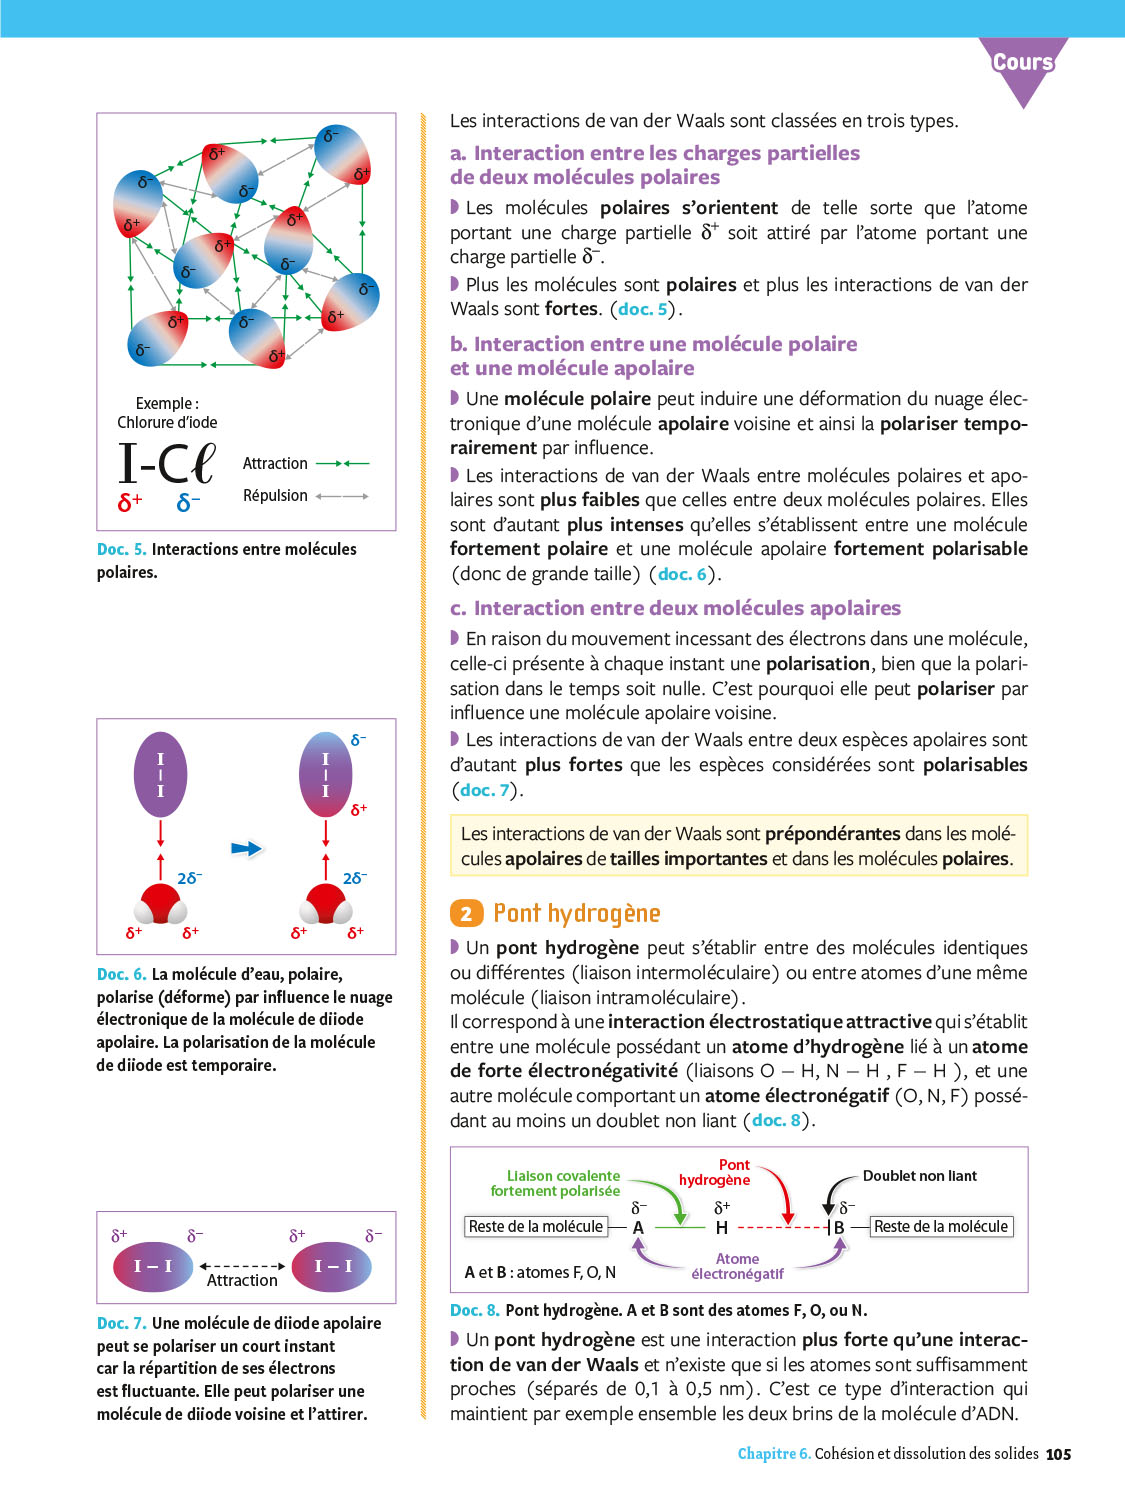 Cours
Les interactions de van der Waals sont classées en trois types.
a. Interaction entre les charges partielles
de deux molécules polaires
◗ Les molécules polaires s’orientent de telle sorte que l’atome
portant une charge partielle δ+ soit attiré par l’atome portant une
charge partielle δ–.
◗ Plus les molécules sont polaires et plus les interactions de van der
Waals sont fortes. (doc. 5).
b. Interaction entre une molécule polaire
et une molécule apolaire
◗ Une molécule polaire peut induire une déformation du nuage élec-
tronique d’une molécule apolaire voisine et ainsi la polariser tempo-
rairement par influence.
◗ Les interactions de van der Waals entre molécules polaires et apo-
laires sont plus faibles que celles entre deux molécules polaires. Elles
sont d’autant plus intenses qu’elles s’établissent entre une molécule
fortement polaire et une molécule apolaire fortement polarisable
(donc de grande taille) (doc. 6).
c. Interaction entre deux molécules apolaires
◗ En raison du mouvement incessant des électrons dans une molécule,
celle-ci présente à chaque instant une polarisation, bien que la polari-
sation dans le temps soit nulle. C’est pourquoi elle peut polariser par
influence une molécule apolaire voisine.
◗ Les interactions de van der Waals entre deux espèces apolaires sont
d’autant plus fortes que les espèces considérées sont polarisables
(doc. 7).
Les interactions de van der Waals sont prépondérantes dans les molé-
cules apolaires de tailles importantes et dans les molécules polaires.
2 Pont hydrogène
◗ Un pont hydrogène peut s’établir entre des molécules identiques
ou différentes (liaison intermoléculaire) ou entre atomes d’une même
molécule (liaison intramoléculaire).
Il correspond à une interaction électrostatique attractive qui s’établit
entre une molécule possédant un atome d’hydrogène lié à un atome
de forte électronégativité (liaisons O – H, N – H , F – H ), et une
autre molécule comportant un atome électronégatif (O, N, F) possé-
dant au moins un doublet non liant (doc. 8).
Liaison covalente
fortement polarisée
Pont
hydrogène
Doublet non liant
δ– δ+ δ–
Reste de la molécule A H B Reste de la molécule
Atome
électronégatif
A et B : atomes F, O, N
Doc. 8. Pont hydrogène. A et B sont des atomes F, O, ou N.
◗ Un pont hydrogène est une interaction plus forte qu’une interac-
tion de van der Waals et n’existe que si les atomes sont suffisamment
proches (séparés de 0,1 à 0,5 nm). C’est ce type d’interaction qui
maintient par exemple ensemble les deux brins de la molécule d’ADN.
δ–
δ+ δ–
δ– δ+
δ–
δ+ δ+
δ+
δ– δ–
δ–
δ+ δ– δ+
δ– δ+
Exemple :
Chlorure d’iode
I-Cℓ
δ+ δ–
Attraction
Répulsion
Doc. 5. Interactions entre molécules
polaires.
I I δ–
I I
δ+
2δ– 2δ–
δ+ δ+ δ+ δ+
Doc. 6. La molécule d’eau, polaire,
polarise (déforme) par influence le nuage
électronique de la molécule de diiode
apolaire. La polarisation de la molécule
de diiode est temporaire.
δ+ δ– δ+ δ–
I – I I – I
Attraction
Doc. 7. Une molécule de diiode apolaire
peut se polariser un court instant
car la répartition de ses électrons
est fluctuante. Elle peut polariser une
molécule de diiode voisine et l’attirer.
Chapitre 6. Cohésion et dissolution des solides 105